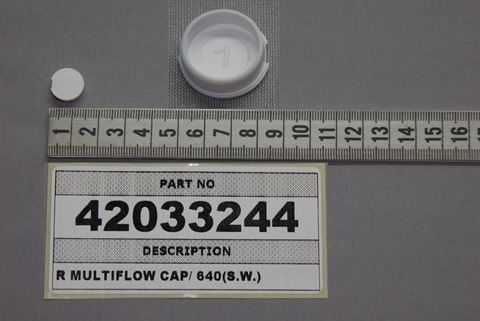 7
1 2 3 4 5 6 7 8 9 10 11 12 13 14 15 16
PART NO
42033244
DESCRIPTION
R MULTIFLOW CAP/ 640(S.W.)